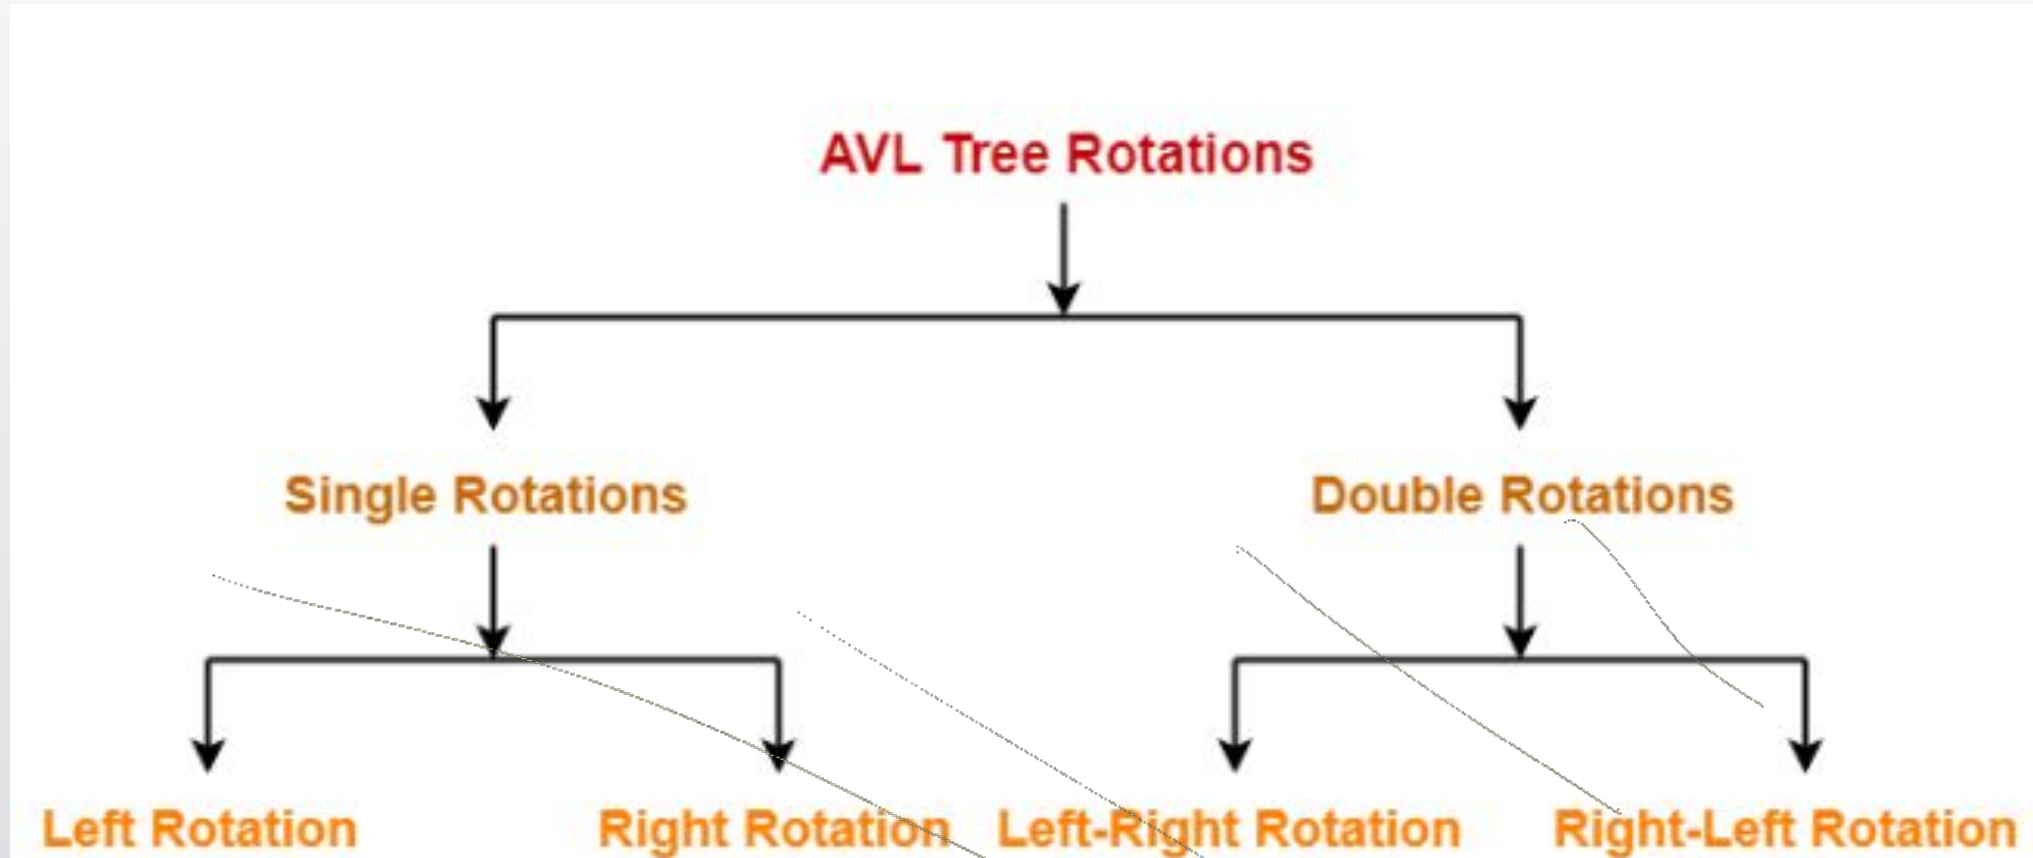 AVL Tree Rotations
Single Rotations
Double Rotations
Left Rotation
Right Rotation
Left-Right Rotation
Right-Left Rotation